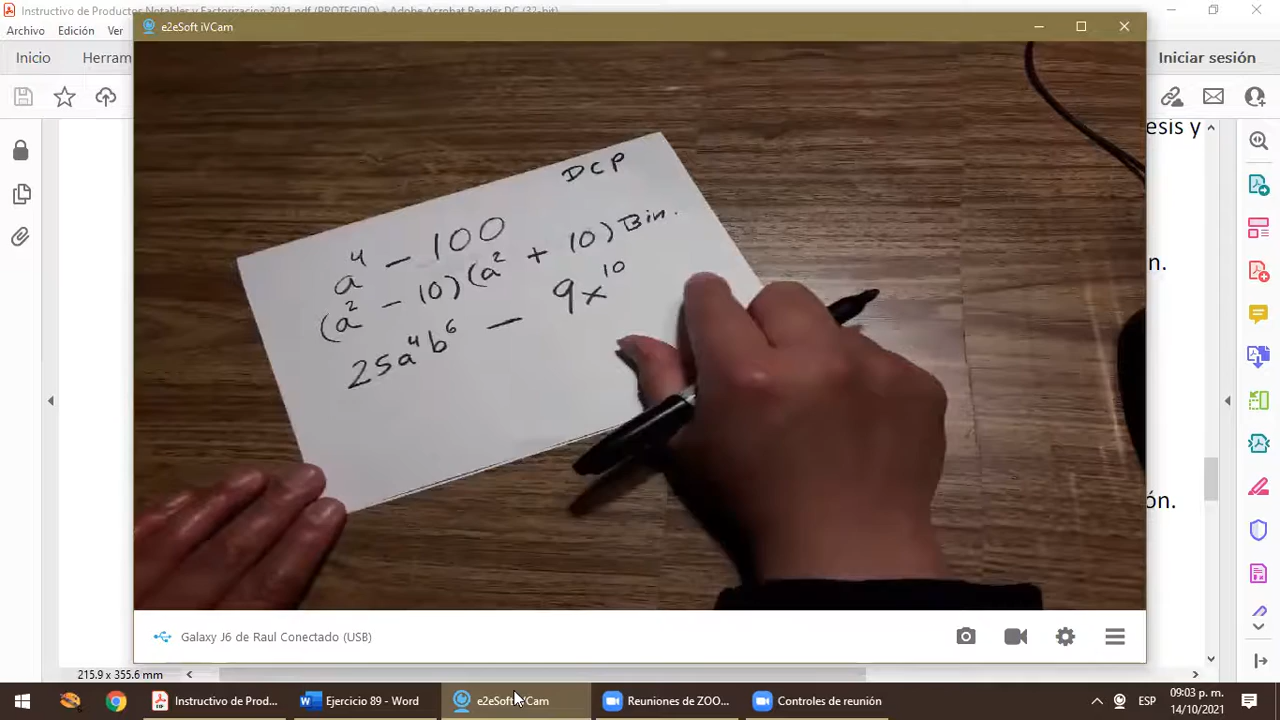 Instructivo de Productos Notables y Factorizacion 2021.pdf (PROTEGIDO) - Adobe Acrobat Reader DC (32-bit)
Archivo Edición Ver
e2eSoft iVCam
Inicio Herram
Iniciar sesión
esis y
DCP
a⁴ - 100
(a² - 10)(a² + 10) Bin.
25a⁴b⁶ - 9x¹⁰
n.
ón.
Galaxy J6 de Raul Conectado (USB)
215.9 x 355.6 mm
Instructivo de Prod... Ejercicio 89 - Word e2eSoft iVCam Reuniones de ZOO... Controles de reunión ESP 09:03 p. m.
14/10/2021